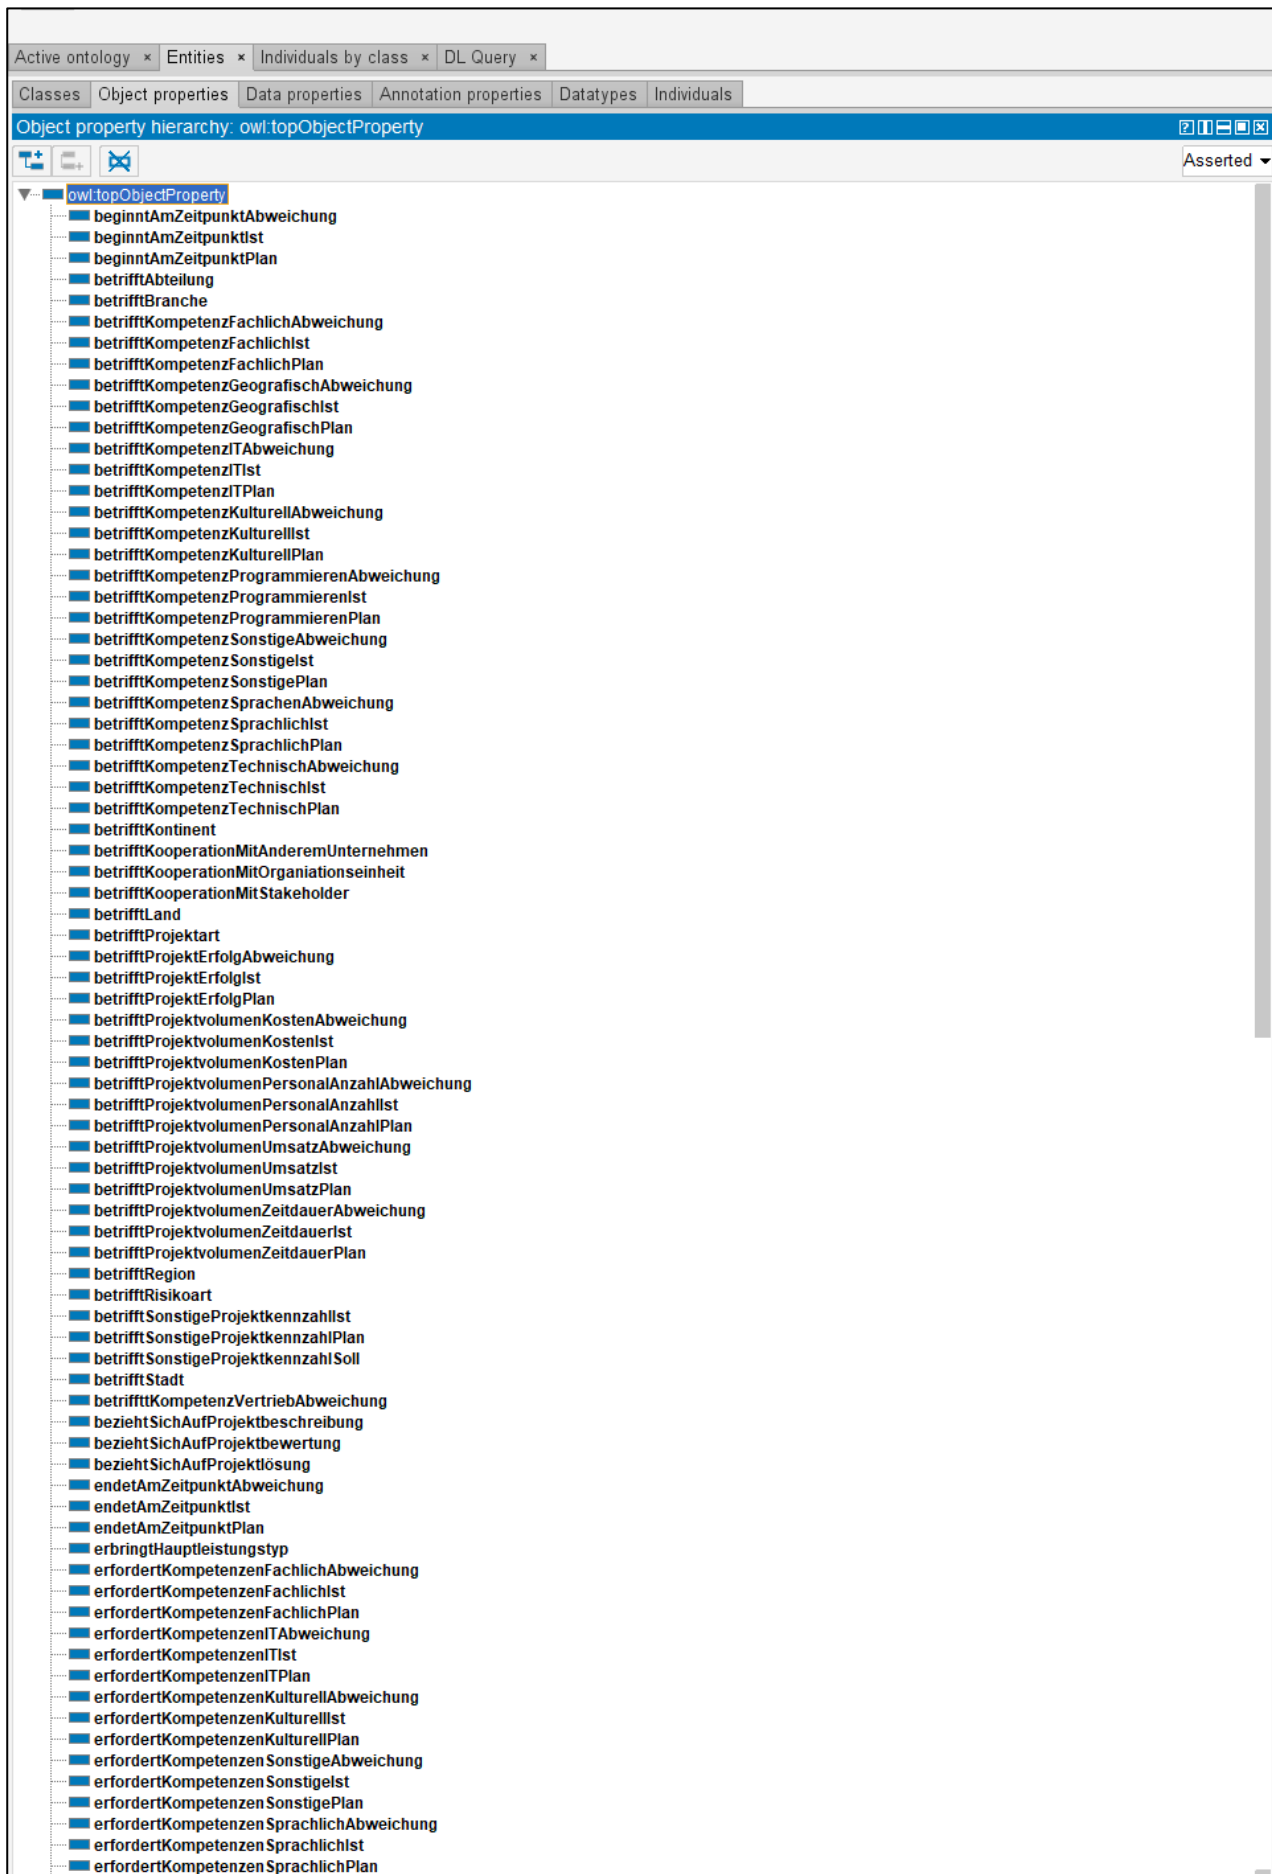 Active ontology × Entities × Individuals by class × DL Query ×
Classes Object properties Data properties Annotation properties Datatypes Individuals
Object property hierarchy: owl:topObjectProperty
Asserted
owl:topObjectProperty
beginntAmZeitpunktAbweichung
beginntAmZeitpunktIst
beginntAmZeitpunktPlan
betrifftAbteilung
betrifftBranche
betrifftKompetenzFachlichAbweichung
betrifftKompetenzFachlichIst
betrifftKompetenzFachlichPlan
betrifftKompetenzGeografischAbweichung
betrifftKompetenzGeografischIst
betrifftKompetenzGeografischPlan
betrifftKompetenzITAbweichung
betrifftKompetenzITIst
betrifftKompetenzITPlan
betrifftKompetenzKulturellAbweichung
betrifftKompetenzKulturellIst
betrifftKompetenzKulturellPlan
betrifftKompetenzProgrammierenAbweichung
betrifftKompetenzProgrammierenIst
betrifftKompetenzProgrammierenPlan
betrifftKompetenzSonstigeAbweichung
betrifftKompetenzSonstigeIst
betrifftKompetenzSonstigePlan
betrifftKompetenzSprachenAbweichung
betrifftKompetenzSprachlichIst
betrifftKompetenzSprachlichPlan
betrifftKompetenzTechnischAbweichung
betrifftKompetenzTechnischIst
betrifftKompetenzTechnischPlan
betrifftKontinent
betrifftKooperationMitAnderemUnternehmen
betrifftKooperationMitOrganiationseinheit
betrifftKooperationMitStakeholder
betrifftLand
betrifftProjektart
betrifftProjektErfolgAbweichung
betrifftProjektErfolgIst
betrifftProjektErfolgPlan
betrifftProjektvolumenKostenAbweichung
betrifftProjektvolumenKostenIst
betrifftProjektvolumenKostenPlan
betrifftProjektvolumenPersonalAnzahlAbweichung
betrifftProjektvolumenPersonalAnzahlIst
betrifftProjektvolumenPersonalAnzahlPlan
betrifftProjektvolumenUmsatzAbweichung
betrifftProjektvolumenUmsatzIst
betrifftProjektvolumenUmsatzPlan
betrifftProjektvolumenZeitdauerAbweichung
betrifftProjektvolumenZeitdauerIst
betrifftProjektvolumenZeitdauerPlan
betrifftRegion
betrifftRisikoart
betrifftSonstigeProjektkennzahlIst
betrifftSonstigeProjektkennzahlPlan
betrifftSonstigeProjektkennzahlSoll
betrifftStadt
betriffttKompetenzVertriebAbweichung
beziehtSichAufProjektbeschreibung
beziehtSichAufProjektbewertung
beziehtSichAufProjektlösung
endetAmZeitpunktAbweichung
endetAmZeitpunktIst
endetAmZeitpunktPlan
erbringtHauptleistungstyp
erfordertKompetenzenFachlichAbweichung
erfordertKompetenzenFachlichIst
erfordertKompetenzenFachlichPlan
erfordertKompetenzenITAbweichung
erfordertKompetenzenITIst
erfordertKompetenzenITPlan
erfordertKompetenzenKulturellAbweichung
erfordertKompetenzenKulturellIst
erfordertKompetenzenKulturellPlan
erfordertKompetenzenSonstigeAbweichung
erfordertKompetenzenSonstigeIst
erfordertKompetenzenSonstigePlan
erfordertKompetenzenSprachlichAbweichung
erfordertKompetenzenSprachlichIst
erfordertKompetenzenSprachlichPlan